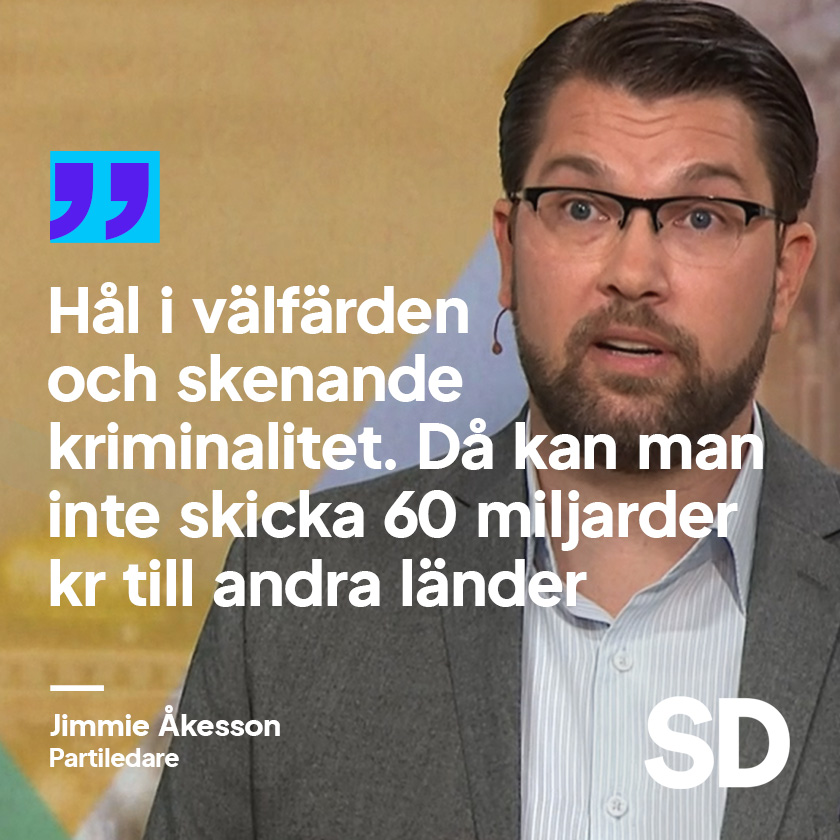 ”
Hål i välfärden
och skenande
kriminalitet. Då kan man
inte skicka 60 miljarder
kr till andra länder
Jimmie Åkesson
Partiledare
SD